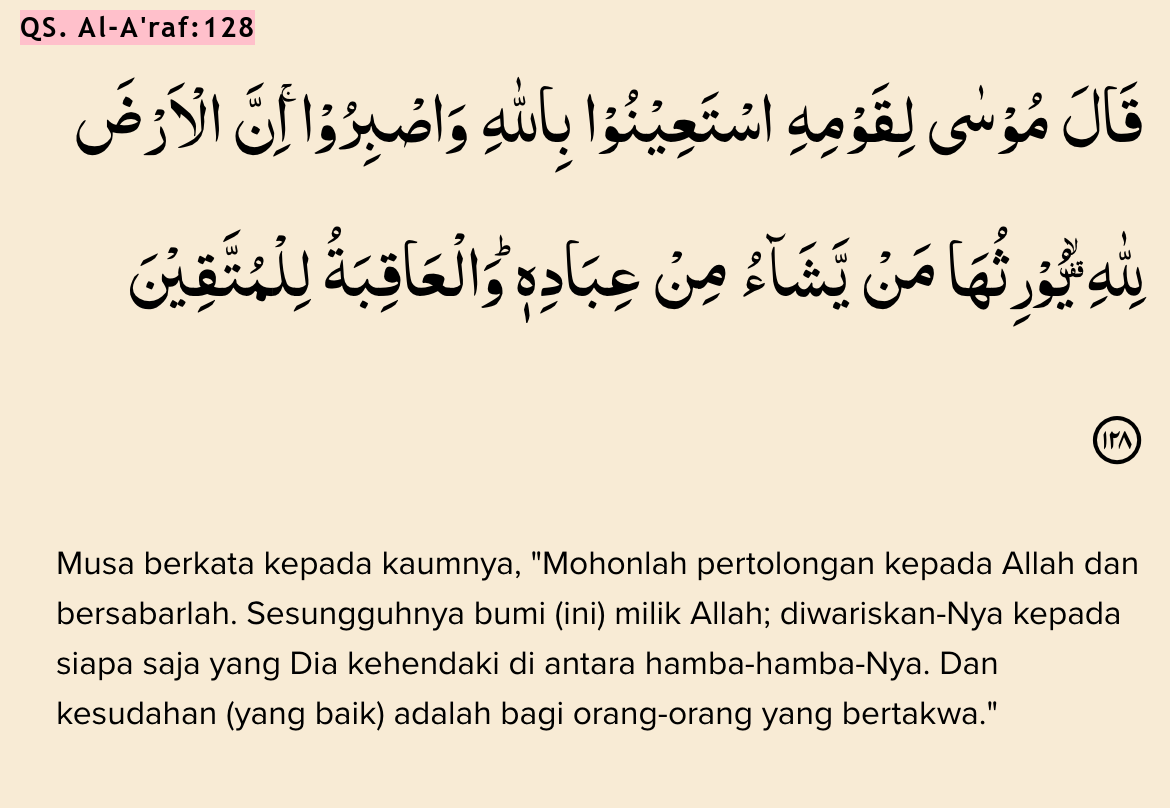 QS. Al-A'raf:128
قَالَ مُوْسٰى لِقَوْمِهِ اسْتَعِيْنُوْا بِاللّٰهِ وَاصْبِرُوْاۚ اِنَّ الْاَرْضَ
لِلّٰهِ ۗيُوْرِثُهَا مَنْ يَّشَاۤءُ مِنْ عِبَادِهٖۗ وَالْعَاقِبَةُ لِلْمُتَّقِيْنَ
١٢٨
Musa berkata kepada kaumnya, "Mohonlah pertolongan kepada Allah dan
bersabarlah. Sesungguhnya bumi (ini) milik Allah; diwariskan-Nya kepada
siapa saja yang Dia kehendaki di antara hamba-hamba-Nya. Dan
kesudahan (yang baik) adalah bagi orang-orang yang bertakwa."